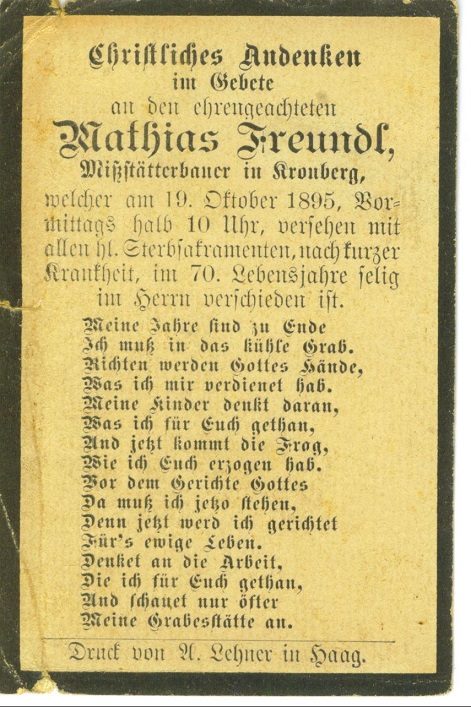 Christliches Andenken
im Gebete
an den ehrengeachteten
Mathias Freundl,
Mißstätterbauer in Kronberg,
welcher am 19. Oktober 1895, Vor-
mittags halb 10 Uhr, versehen mit
allen hl. Sterbsakramenten, nach kurzer
Krankheit, im 70. Lebensjahre selig
im Herrn verschieden ist.
Meine Jahre sind zu Ende
Ich muß in das kühle Grab.
Richten werden Gottes Hände,
Was ich mir verdienet hab.
Meine Kinder denkt daran,
Was ich für Euch gethan,
And jetzt kommt die Frog,
Wie ich Euch erzogen hab.
Vor dem Gerichte Gottes
Da muß ich jetzo stehen,
Denn jetzt werd ich gerichtet
Für's ewige Leben.
Denket an die Arbeit,
Die ich für Euch gethan,
And schauet nur öfter
Meine Grabesstätte an.
Druck von A. Lehner in Haag.